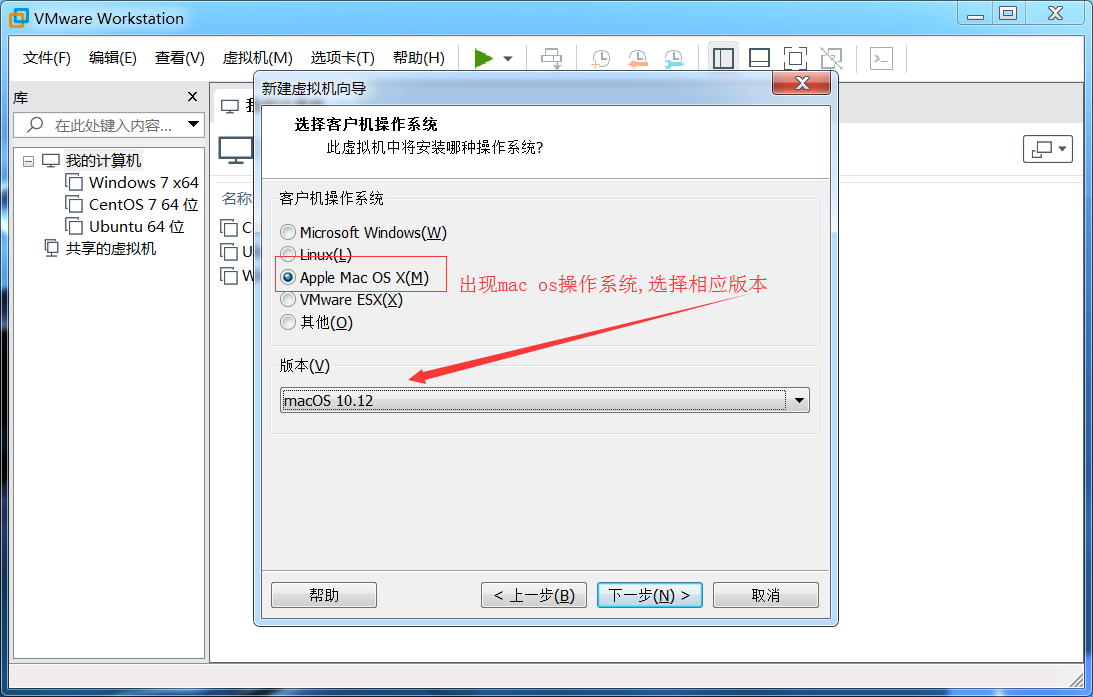 VMware Workstation
文件(F) 编辑(E) 查看(V) 虚拟机(M) 选项卡(T) 帮助(H)
库
在此处键入内容...
我的计算机
Windows 7 x64
CentOS 7 64 位
Ubuntu 64 位
共享的虚拟机
名称
C
U
W
新建虚拟机向导
选择客户机操作系统
此虚拟机中将安装哪种操作系统?
客户机操作系统
Microsoft Windows(W)
Linux(L)
Apple Mac OS X(M)
出现mac os操作系统,选择相应版本
VMware ESX(X)
其他(O)
版本(V)
macOS 10.12
帮助
< 上一步(B)
下一步(N) >
取消